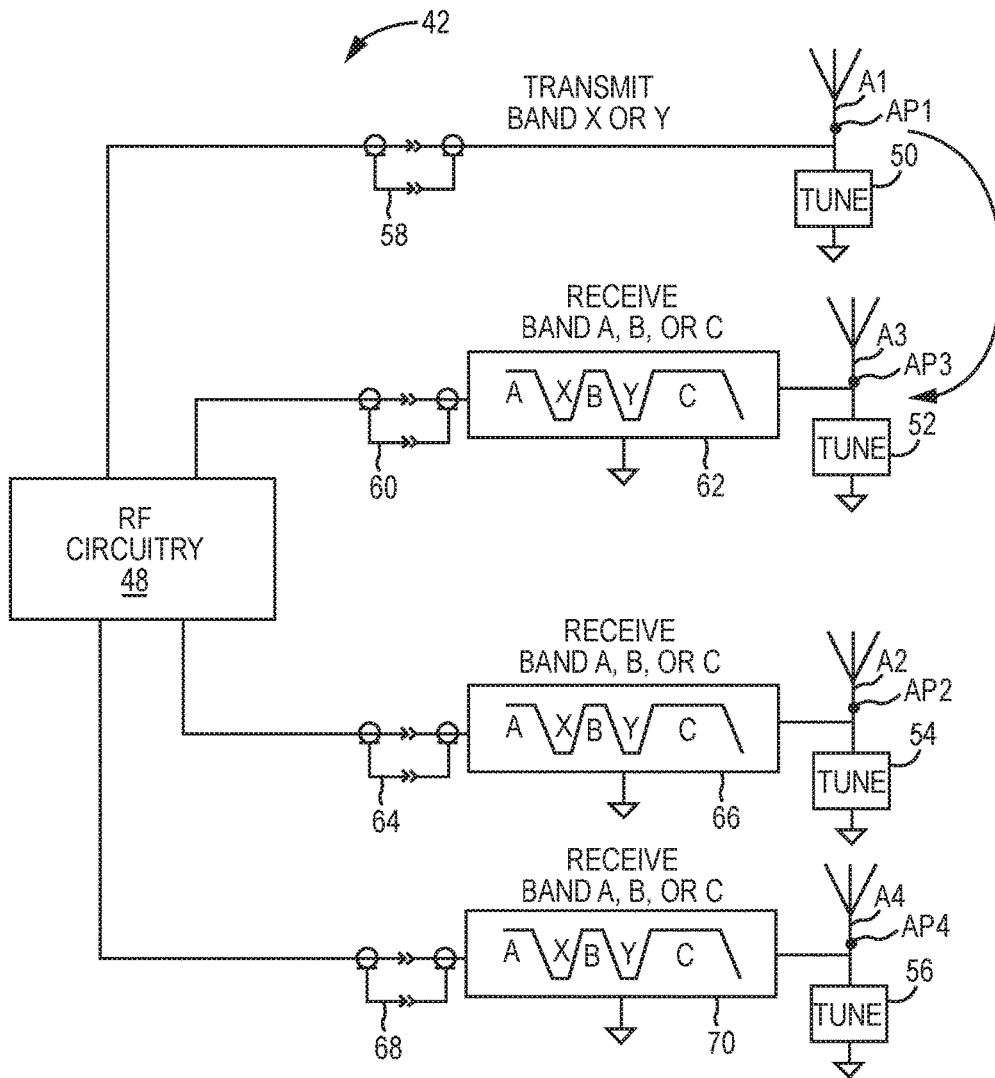 42
TRANSMIT
BAND X OR Y
A1
AP1
50
TUNE
58
RECEIVE
BAND A, B, OR C
A X B Y C
A3
AP3
52
TUNE
60
62
RF
CIRCUITRY
48
RECEIVE
BAND A, B, OR C
A X B Y C
A2
AP2
54
TUNE
64
66
RECEIVE
BAND A, B, OR C
A X B Y C
A4
AP4
56
TUNE
68
70